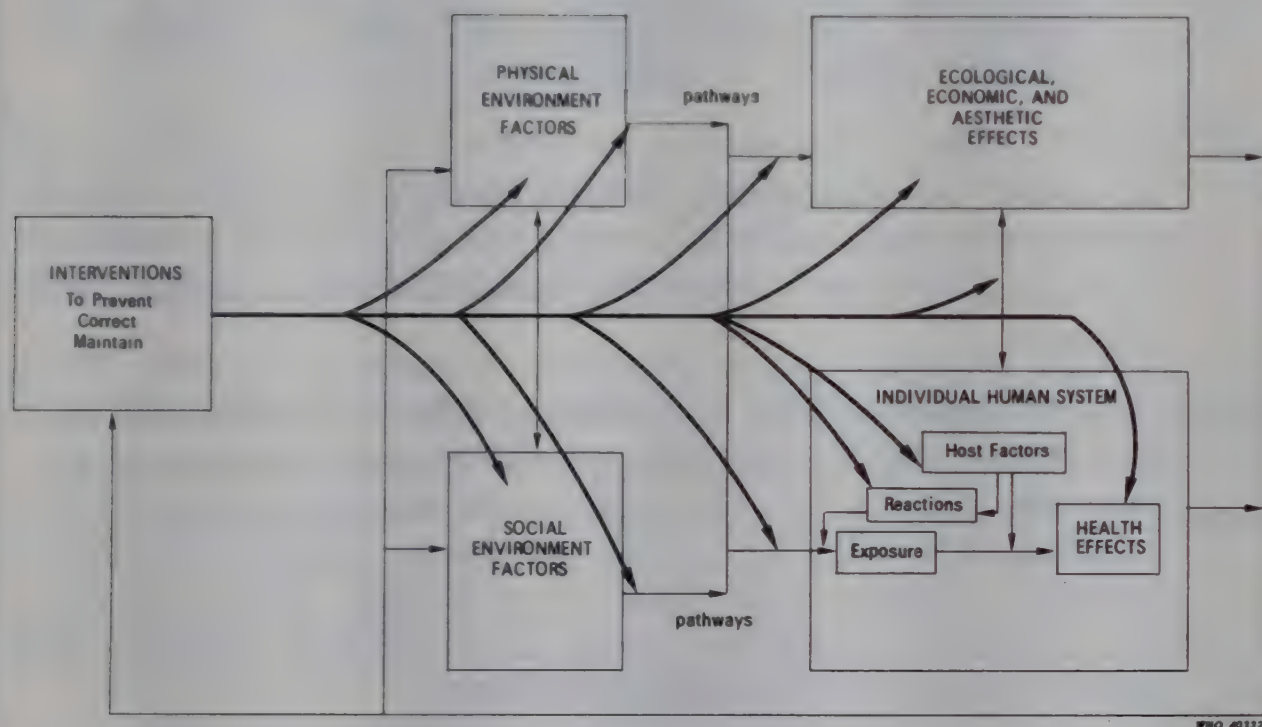 PHYSICAL
ENVIRONMENT
FACTORS
pathways
ECOLOGICAL,
ECONOMIC, AND
AESTHETIC
EFFECTS
INTERVENTIONS
To Prevent
Correct
Maintain
INDIVIDUAL HUMAN SYSTEM
Host Factors
Reactions
Exposure
HEALTH
EFFECTS
SOCIAL
ENVIRONMENT
FACTORS
pathways
WHO